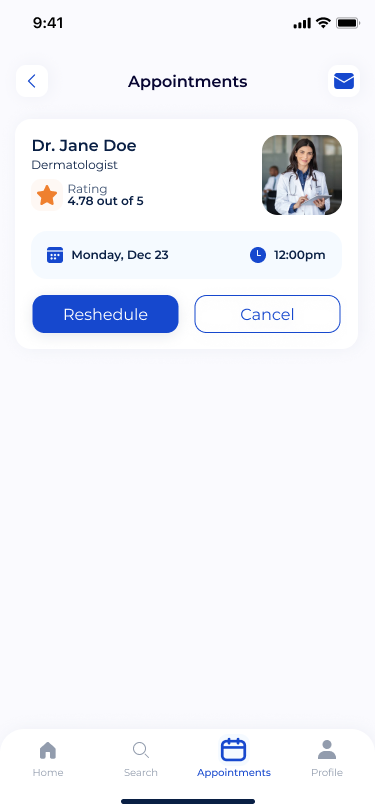 9:41
Appointments
Dr. Jane Doe
Dermatologist
Rating
4.78 out of 5
Monday, Dec 23
12:00pm
Reshedule
Cancel
Home
Search
Appointments
Profile